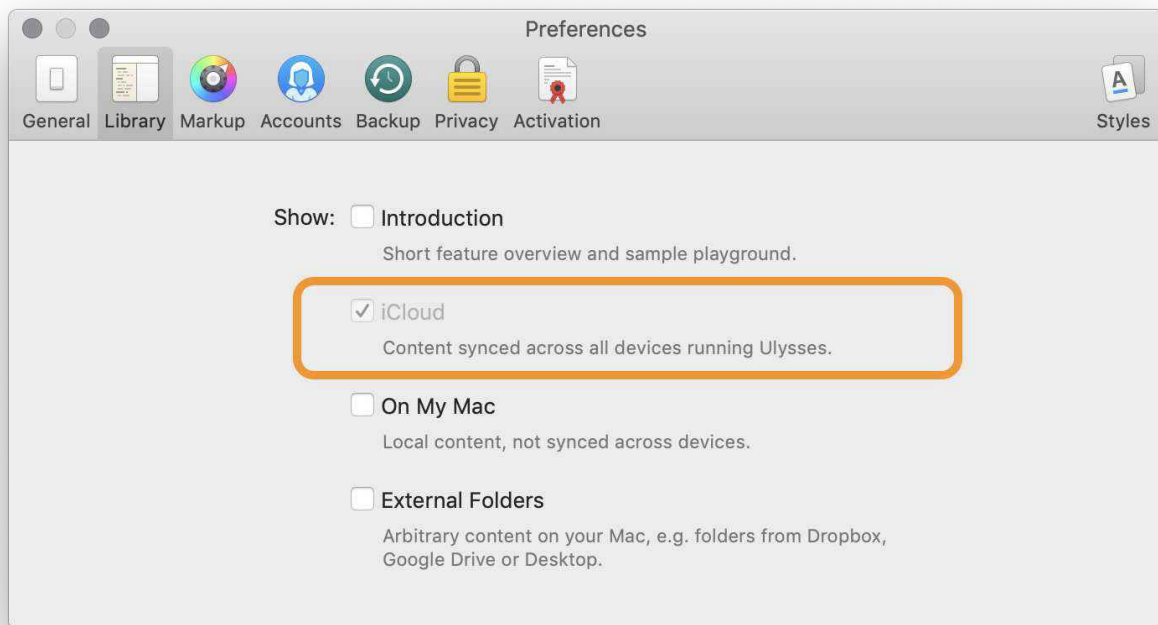 Preferences
General Library Markup Accounts Backup Privacy Activation Styles
Show: Introduction
Short feature overview and sample playground.
iCloud
Content synced across all devices running Ulysses.
On My Mac
Local content, not synced across devices.
External Folders
Arbitrary content on your Mac, e.g. folders from Dropbox,
Google Drive or Desktop.